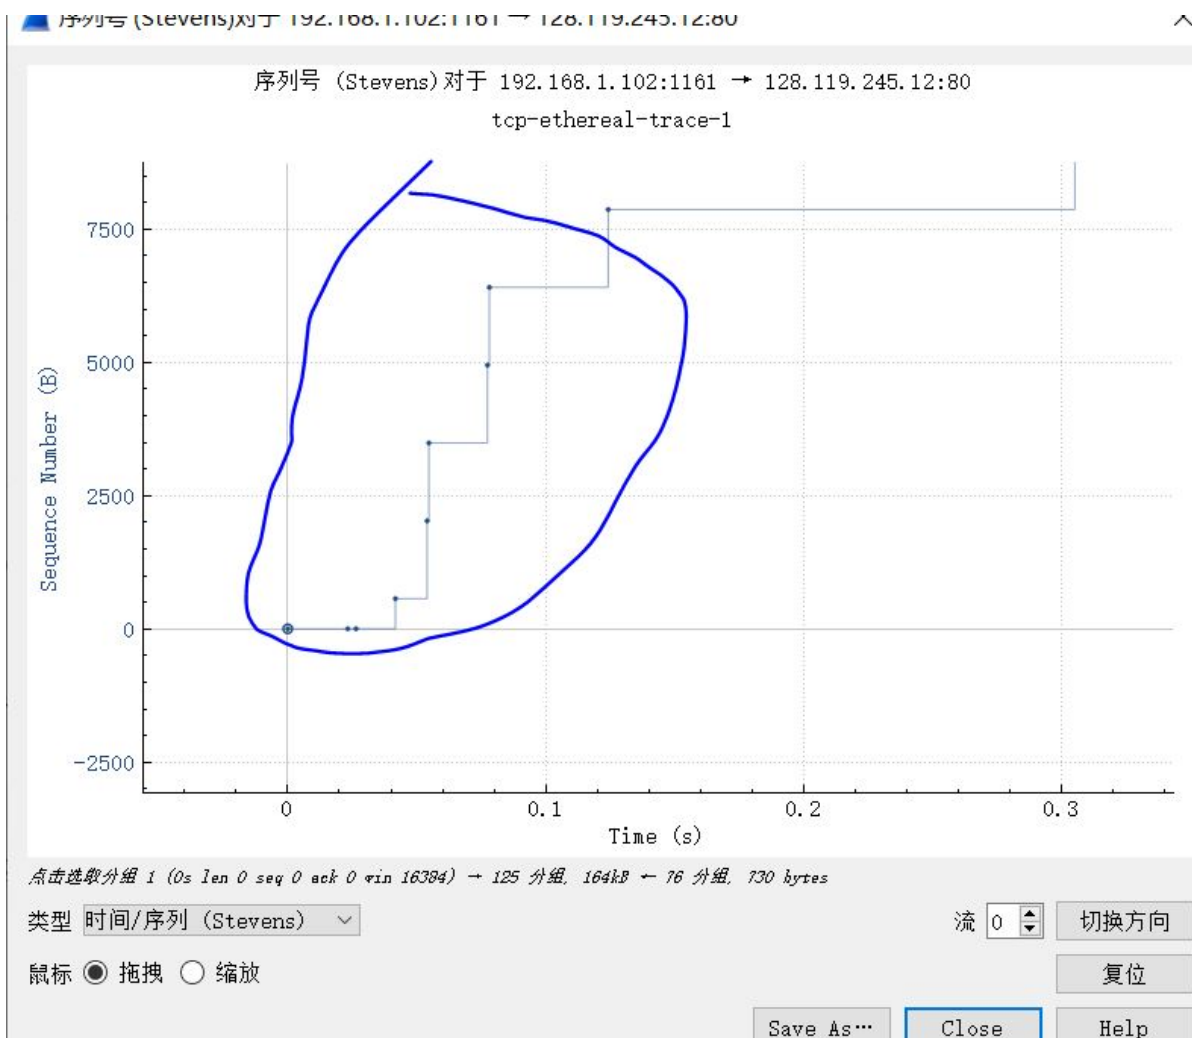 序列号 (Stevens)对于 192.168.1.102:1161 → 128.119.245.12:80
序列号 (Stevens)对于 192.168.1.102:1161 → 128.119.245.12:80
tcp-ethereal-trace-1
7500
5000
2500
0
-2500
Sequence Number (B)
0 0.1 0.2 0.3
Time (s)
点击选取分组 1 (0s len 0 seq 0 ack 0 win 16384) → 125 分组, 164kB ← 76 分组, 730 bytes
类型 时间/序列 (Stevens) 流 0 切换方向
鼠标 拖拽 缩放 复位
Save As… Close Help